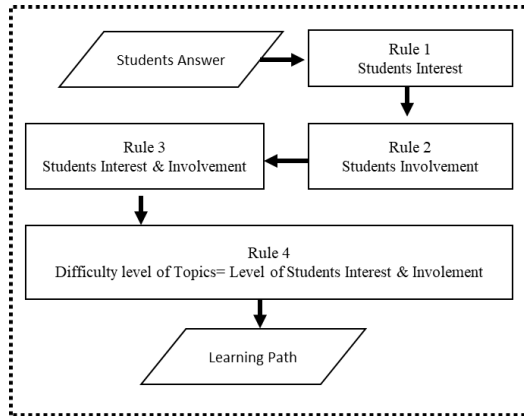 Students Answer
Rule 1
Students Interest
Rule 2
Students Involvement
Rule 3
Students Interest & Involvement
Rule 4
Difficulty level of Topics= Level of Students Interest & Involement
Learning Path